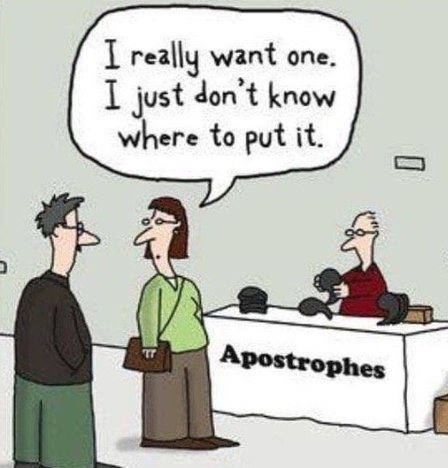 I really want one.
I just don't know
where to put it.
Apostrophes